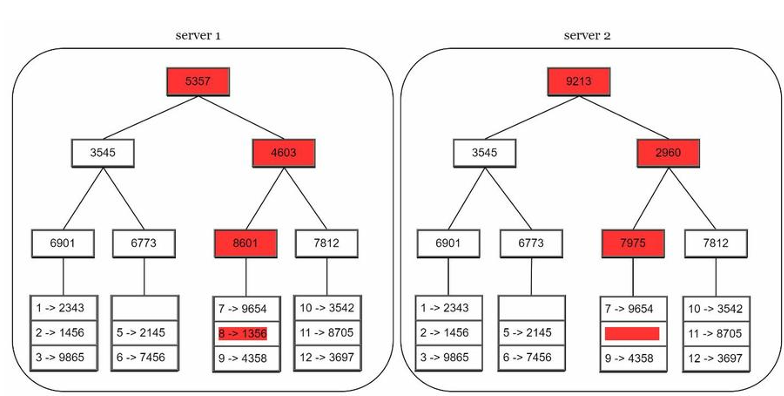 server 1
server 2
5357
9213
3545
4603
3545
2960
6901
6773
8601
7812
6901
6773
7975
7812
1 -> 2343
2 -> 1456
3 -> 9865
5 -> 2145
6 -> 7456
7 -> 9654
8 -> 1356
9 -> 4358
10 -> 3542
11 -> 8705
12 -> 3697
1 -> 2343
2 -> 1456
3 -> 9865
5 -> 2145
6 -> 7456
7 -> 9654
9 -> 4358
10 -> 3542
11 -> 8705
12 -> 3697